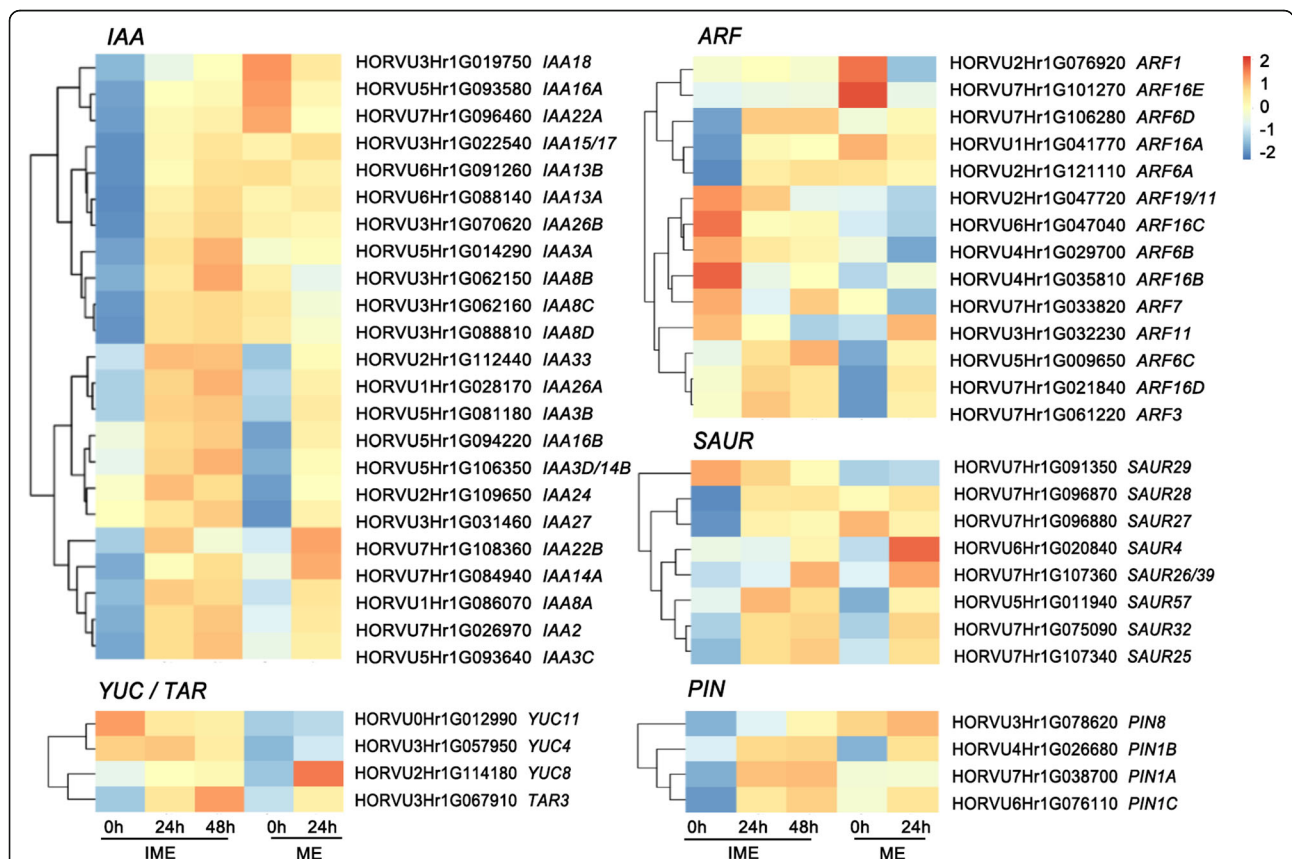 IAA
HORVU3Hr1G019750 IAA18
HORVU5Hr1G093580 IAA16A
HORVU7Hr1G096460 IAA22A
HORVU3Hr1G022540 IAA15/17
HORVU6Hr1G091260 IAA13B
HORVU6Hr1G088140 IAA13A
HORVU3Hr1G070620 IAA26B
HORVU5Hr1G014290 IAA3A
HORVU3Hr1G062150 IAA8B
HORVU3Hr1G062160 IAA8C
HORVU3Hr1G088810 IAA8D
HORVU2Hr1G112440 IAA33
HORVU1Hr1G028170 IAA26A
HORVU5Hr1G081180 IAA3B
HORVU5Hr1G094220 IAA16B
HORVU5Hr1G106350 IAA3D/14B
HORVU2Hr1G109650 IAA24
HORVU3Hr1G031460 IAA27
HORVU7Hr1G108360 IAA22B
HORVU7Hr1G084940 IAA14A
HORVU1Hr1G086070 IAA8A
HORVU7Hr1G026970 IAA2
HORVU5Hr1G093640 IAA3C
YUC / TAR
HORVU0Hr1G012990 YUC11
HORVU3Hr1G057950 YUC4
HORVU2Hr1G114180 YUC8
HORVU3Hr1G067910 TAR3
0h 24h 48h 0h 24h
IME ME
ARF
HORVU2Hr1G076920 ARF1
HORVU7Hr1G101270 ARF16E
HORVU7Hr1G106280 ARF6D
HORVU1Hr1G041770 ARF16A
HORVU2Hr1G121110 ARF6A
HORVU2Hr1G047720 ARF19/11
HORVU6Hr1G047040 ARF16C
HORVU4Hr1G029700 ARF6B
HORVU4Hr1G035810 ARF16B
HORVU7Hr1G033820 ARF7
HORVU3Hr1G032230 ARF11
HORVU5Hr1G009650 ARF6C
HORVU7Hr1G021840 ARF16D
HORVU7Hr1G061220 ARF3
2
1
0
-1
-2
SAUR
HORVU7Hr1G091350 SAUR29
HORVU7Hr1G096870 SAUR28
HORVU7Hr1G096880 SAUR27
HORVU6Hr1G020840 SAUR4
HORVU7Hr1G107360 SAUR26/39
HORVU5Hr1G011940 SAUR57
HORVU7Hr1G075090 SAUR32
HORVU7Hr1G107340 SAUR25
PIN
HORVU3Hr1G078620 PIN8
HORVU4Hr1G026680 PIN1B
HORVU7Hr1G038700 PIN1A
HORVU6Hr1G076110 PIN1C
0h 24h 48h 0h 24h
IME ME